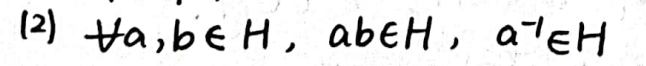 (2) ∀a,b∈H, ab∈H, a⁻¹∈H